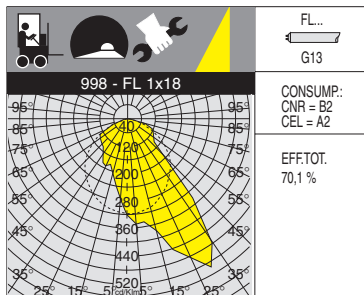 FL...
G13
998 - FL 1x18
CONSUMP.:
CNR = B2
CEL = A2
EFF.TOT.
70,1 %
95° 95°
85° 40 85°
75° 120 75°
65° 200 65°
55° 280 55°
45° 360 45°
440
35° 520 35°
25° 15° 5° cd/Klm 5° 15° 25°